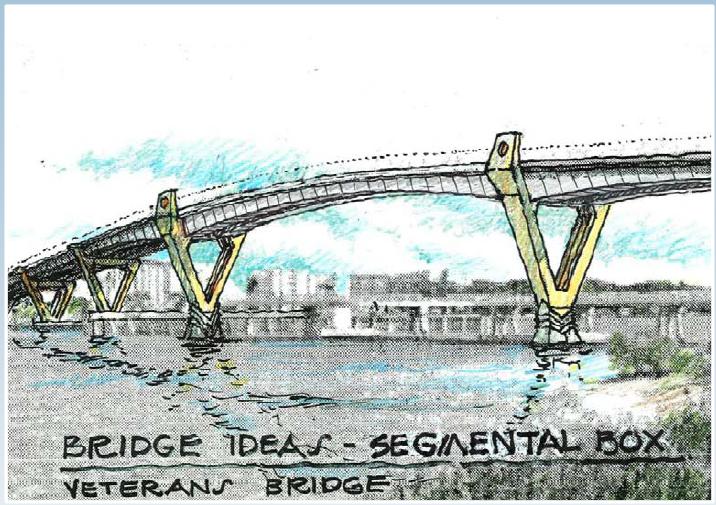 BRIDGE IDEAS - SEGMENTAL BOX
VETERANS BRIDGE